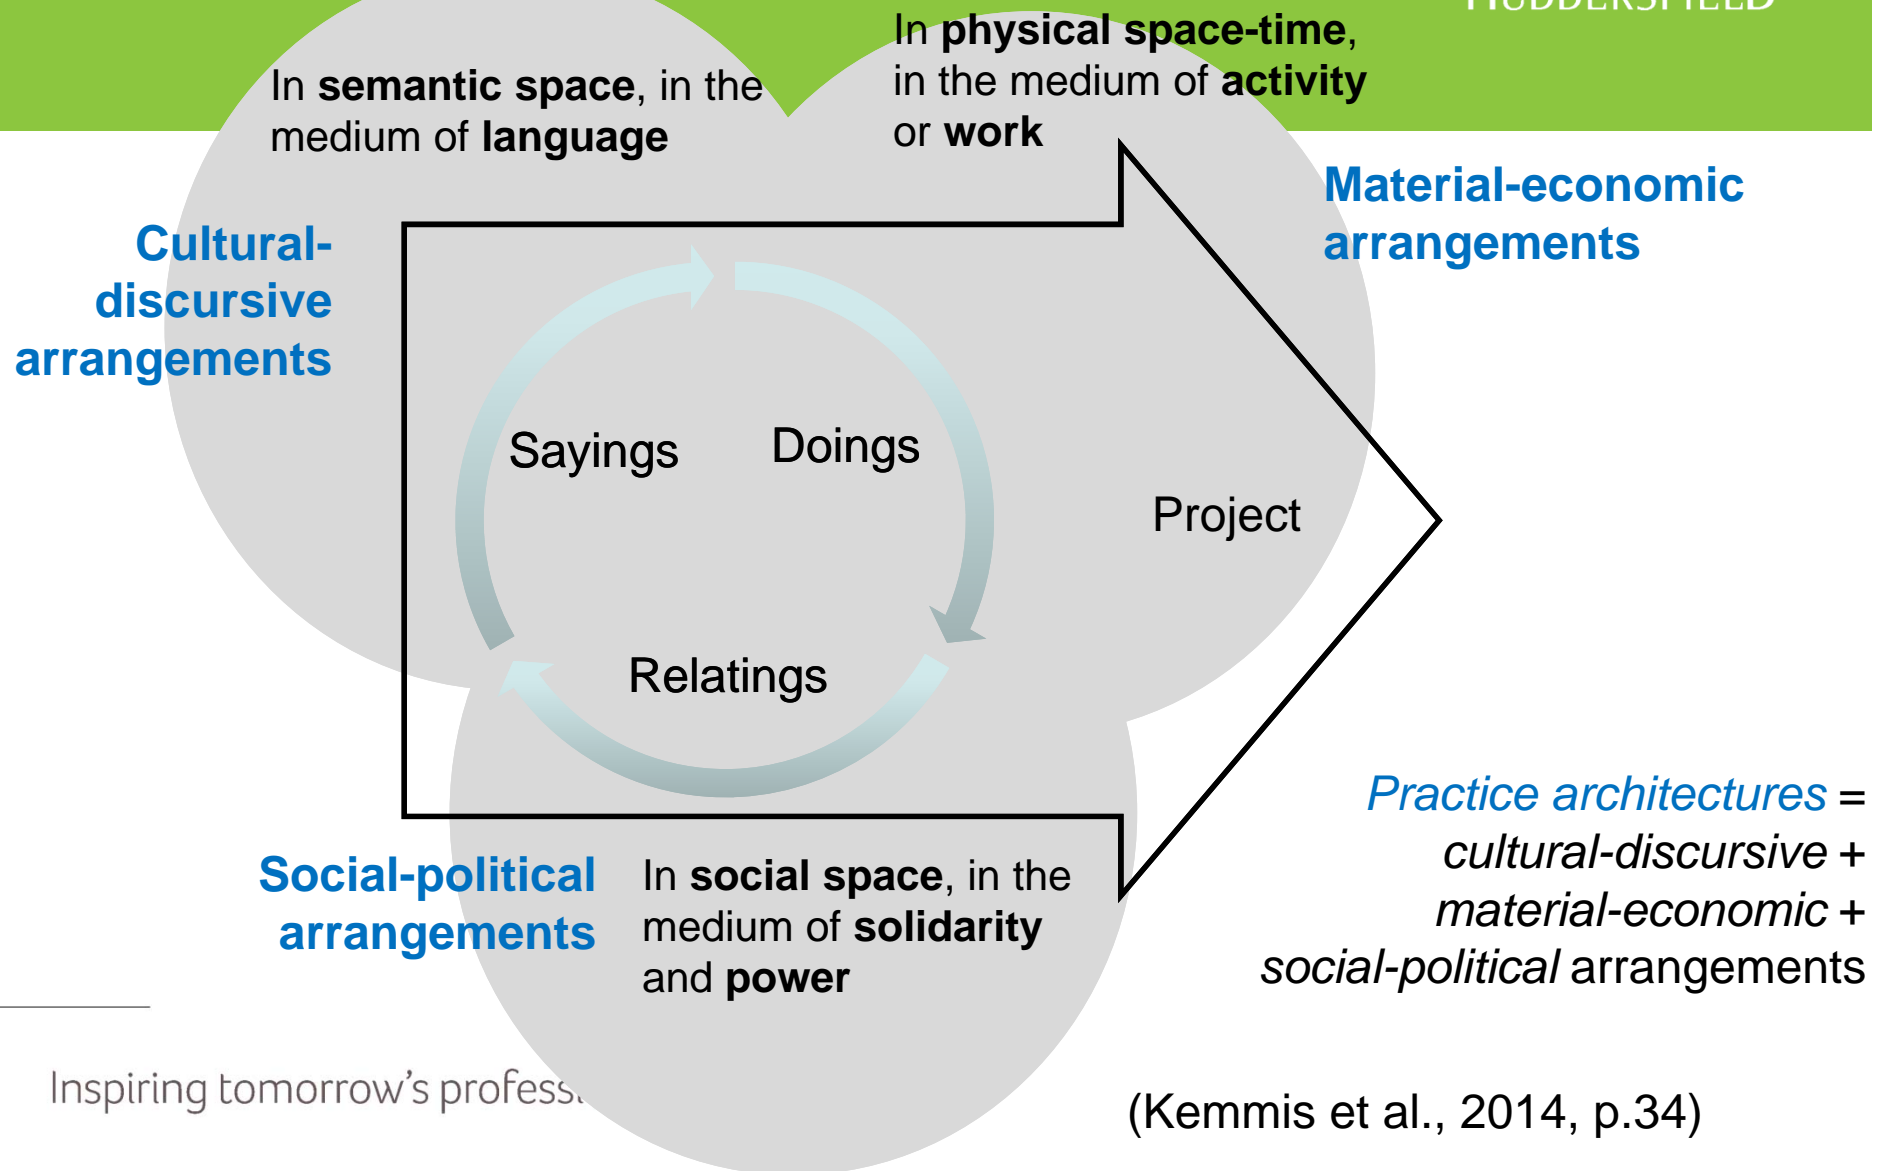 In physical space-time,
in the medium of activity
or work
In semantic space, in the
medium of language
Material-economic
arrangements
Cultural-
discursive
arrangements
Sayings
Doings
Project
Relatings
Practice architectures =
cultural-discursive +
material-economic +
social-political arrangements
Social-political
arrangements
In social space, in the
medium of solidarity
and power
Inspiring tomorrow's
(Kemmis et al., 2014, p.34)